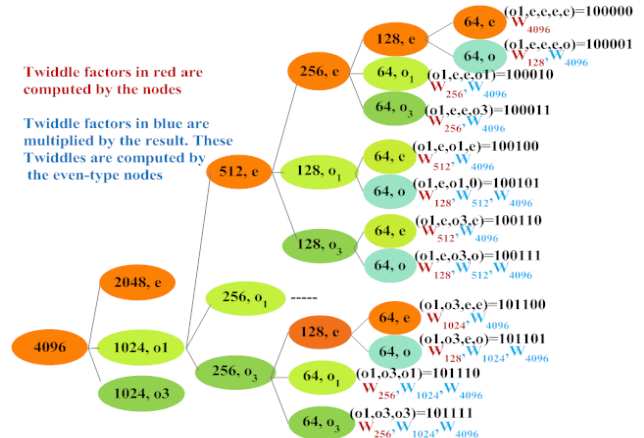 Twiddle factors in red are
computed by the nodes
Twiddle factors in blue are
multiplied by the result. These
Twiddles are computed by
the even-type nodes
4096
2048, e
1024, o1
1024, o3
512, e
256, o₁
-----
256, o₃
256, e
128, o₁
128, o₃
128, e
64, o₁
64, o₃
128, e
64, o₁
64, o₃
64, e
(o1,e,e,e,e)=100000
W₄₀₉₆
64, o
(o1,e,e,e,o)=100001
W₁₂₈,W₄₀₉₆
(o1,e,e,o1)=100010
W₂₅₆,W₄₀₉₆
(o1,e,e,o3)=100011
W₂₅₆,W₄₀₉₆
64, e
(o1,e,o1,e)=100100
W₅₁₂,W₄₀₉₆
64, o
(o1,e,o1,0)=100101
W₁₂₈,W₅₁₂,W₄₀₉₆
64, e
(o1,e,o3,e)=100110
W₅₁₂,W₄₀₉₆
64, o
(o1,e,o3,o)=100111
W₁₂₈,W₅₁₂,W₄₀₉₆
64, e
(o1,o3,e,e)=101100
W₁₀₂₄,W₄₀₉₆
64, o
(o1,o3,e,o)=101101
W₁₂₈,W₁₀₂₄,W₄₀₉₆
(o1,o3,o1)=101110
W₂₅₆,W₁₀₂₄,W₄₀₉₆
(o1,o3,o3)=101111
W₂₅₆,W₁₀₂₄,W₄₀₉₆